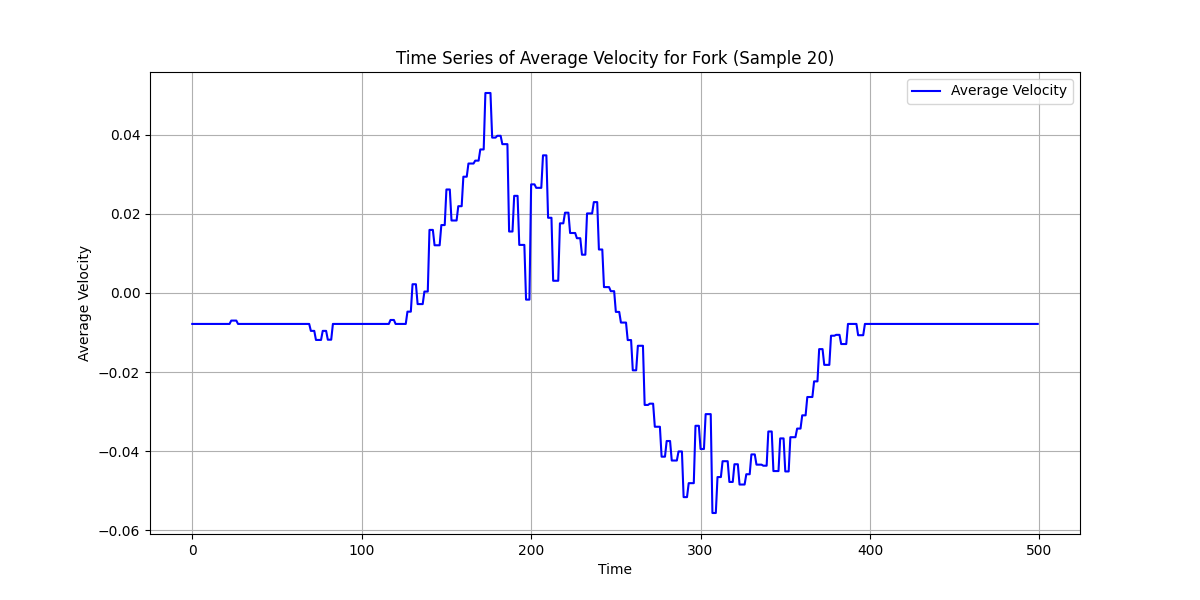 Time Series of Average Velocity for Fork (Sample 20)
Average Velocity
0.04
0.02
0.00
−0.02
−0.04
−0.06
Average Velocity
0 100 200 300 400 500
Time